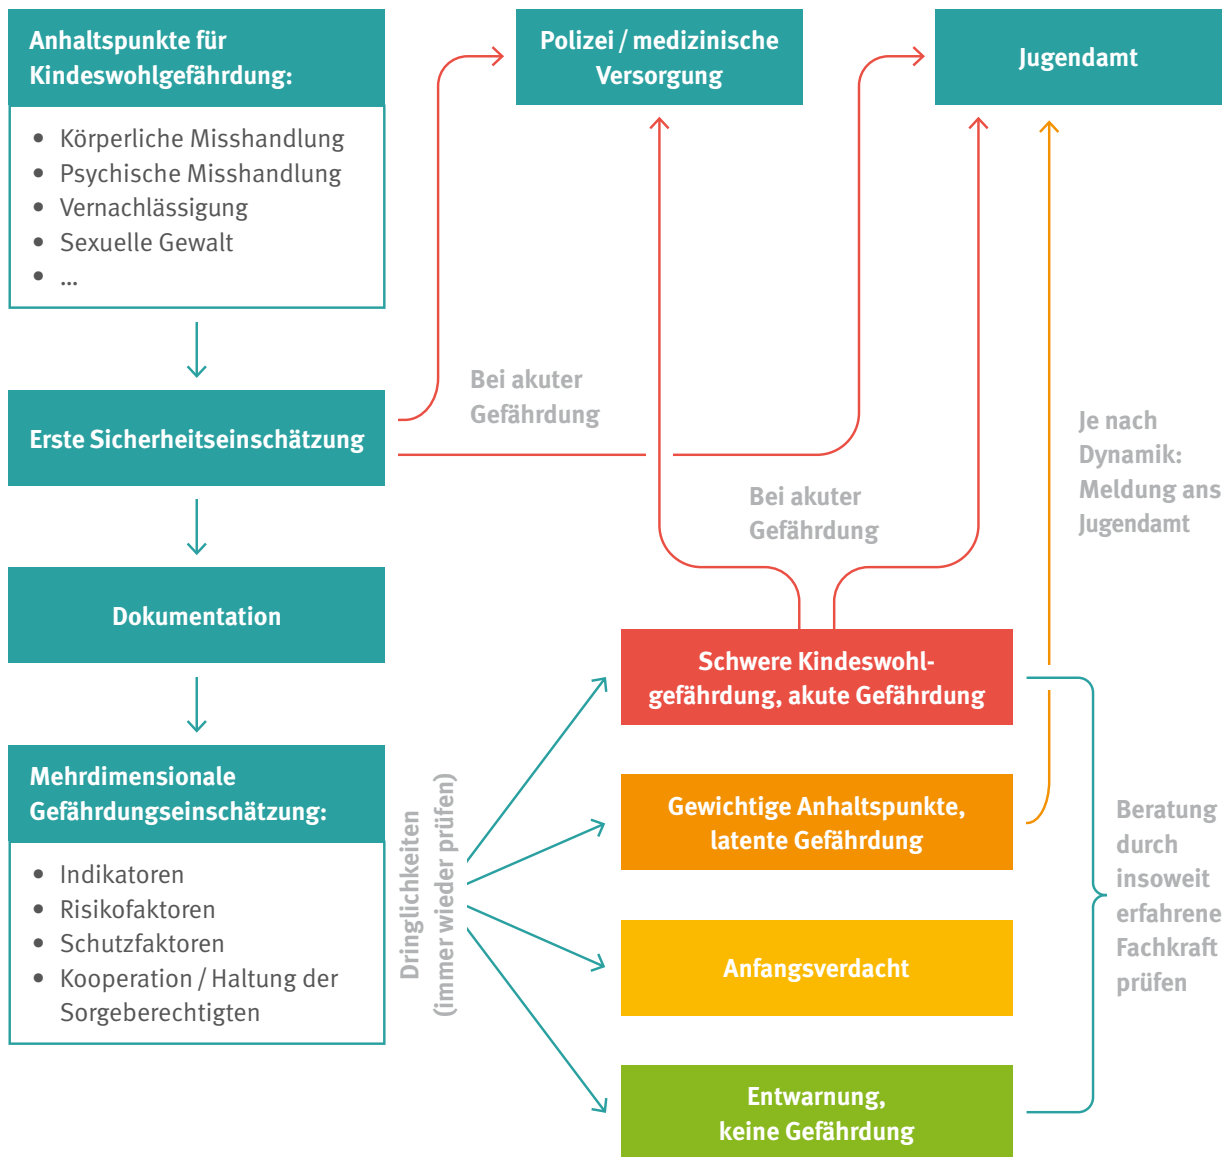 Anhaltspunkte für
Kindeswohlgefährdung:
• Körperliche Misshandlung
• Psychische Misshandlung
• Vernachlässigung
• Sexuelle Gewalt
• ...
Polizei / medizinische
Versorgung
Jugendamt
Bei akuter
Gefährdung
Erste Sicherheitseinschätzung
Je nach
Dynamik:
Meldung ans
Jugendamt
Bei akuter
Gefährdung
Dokumentation
Schwere Kindeswohl-
gefährdung, akute Gefährdung
Mehrdimensionale
Gefährdungseinschätzung:
• Indikatoren
• Risikofaktoren
• Schutzfaktoren
• Kooperation / Haltung der
Sorgeberechtigten
Dringlichkeiten
(immer wieder prüfen)
Gewichtige Anhaltspunkte,
latente Gefährdung
Anfangsverdacht
Entwarnung,
keine Gefährdung
Beratung
durch
insoweit
erfahrene
Fachkraft
prüfen